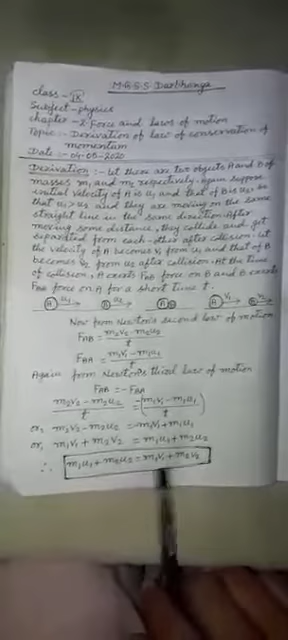 M.R.S.S Darbhanga
class - IX
Subject - physics
chapter - 2 Force and laws of motion
Topic :- Derivation of law of conservation of
momentum
Date :- 04-05-2020
Derivation :- Let there are two objects A and B of
masses m₁ and m₂ respectively. Again suppose
initial velocity of A is u₁ and that of B is u₂, so
that u₁>u₂ and they are moving on the same
straight line in the same direction. After
moving some distance, they collide and get
separated from each other after collision. Let
the velocity of A becomes v₁ from u₁ and that of B
becomes v₂ from u₂ after collision. At the time
of collision, A exerts F_AB force on B and B exerts
F_BA force on A for a short time t.
A u₁ B u₂ A B A v₁ B v₂
Now from Newton's second law of motion
F_AB = m₂v₂-m₂u₂ / t
F_BA = m₁v₁-m₁u₁ / t
Again from Newton's third law of motion
F_AB = -F_BA
m₂v₂-m₂u₂ / t = -(m₁v₁-m₁u₁ / t)
or, m₂v₂-m₂u₂ = -m₁v₁+m₁u₁
or, m₁v₁+m₂v₂ = m₁u₁+m₂u₂
∴ m₁u₁+m₂u₂ = m₁v₁+m₂v₂